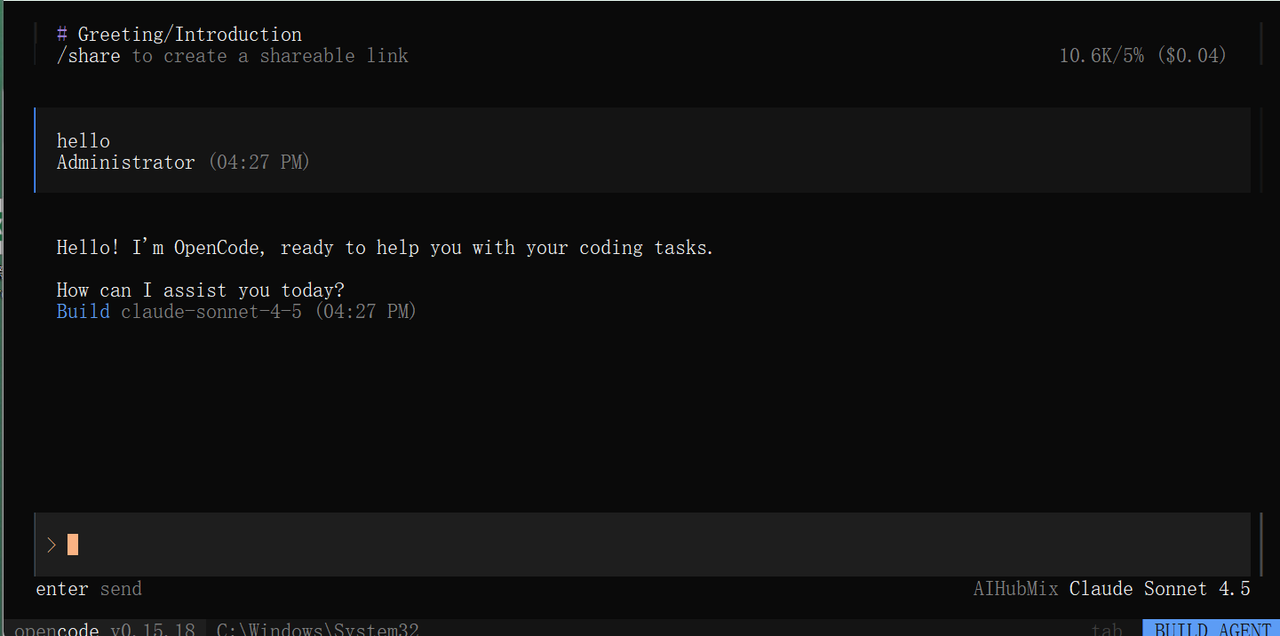 # Greeting/Introduction
/share to create a shareable link 10.6K/5% ($0.04)
hello
Administrator (04:27 PM)
Hello! I'm OpenCode, ready to help you with your coding tasks.
How can I assist you today?
Build claude-sonnet-4-5 (04:27 PM)
>
enter send AIHubMix Claude Sonnet 4.5
opencode v0.15.18 C:\Windows\System32 tab BUILD AGENT